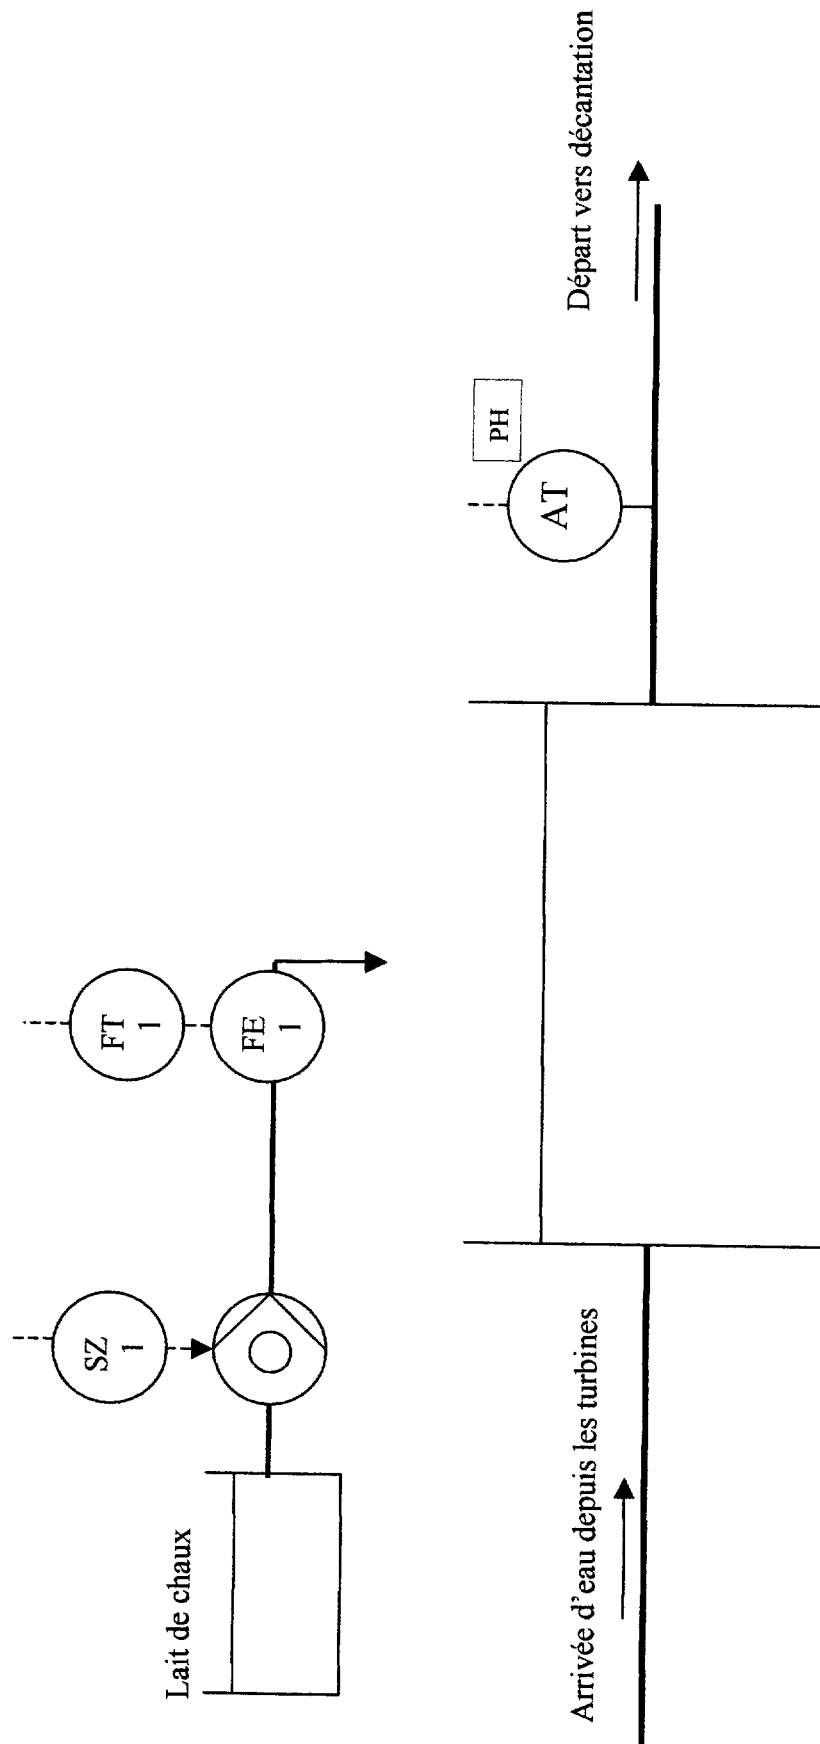 Lait de chaux
SZ
1
FT
1
FE
1
Arrivée d'eau depuis les turbines
AT
PH
Départ vers décantation